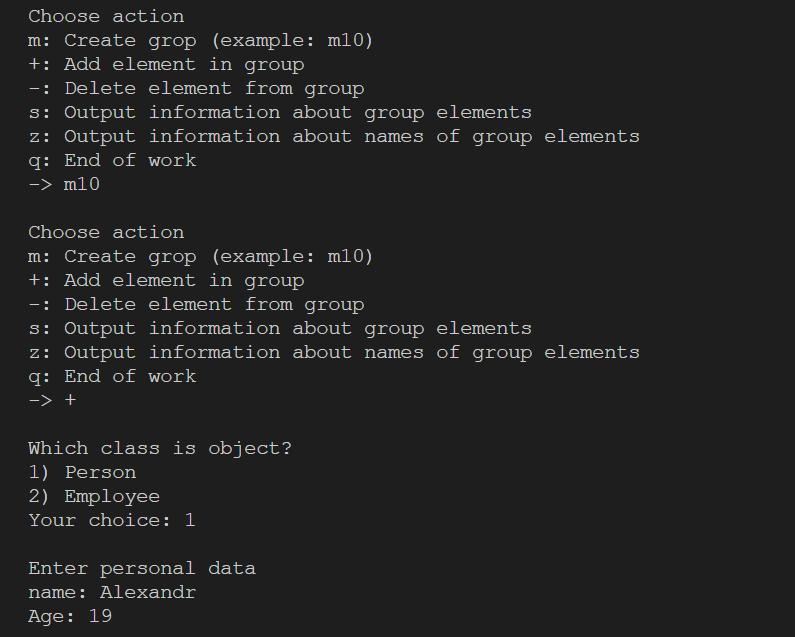 Choose action
m: Create grop (example: m10)
+: Add element in group
-: Delete element from group
s: Output information about group elements
z: Output information about names of group elements
q: End of work
-> m10
Choose action
m: Create grop (example: m10)
+: Add element in group
-: Delete element from group
s: Output information about group elements
z: Output information about names of group elements
q: End of work
-> +
Which class is object?
1) Person
2) Employee
Your choice: 1
Enter personal data
name: Alexandr
Age: 19